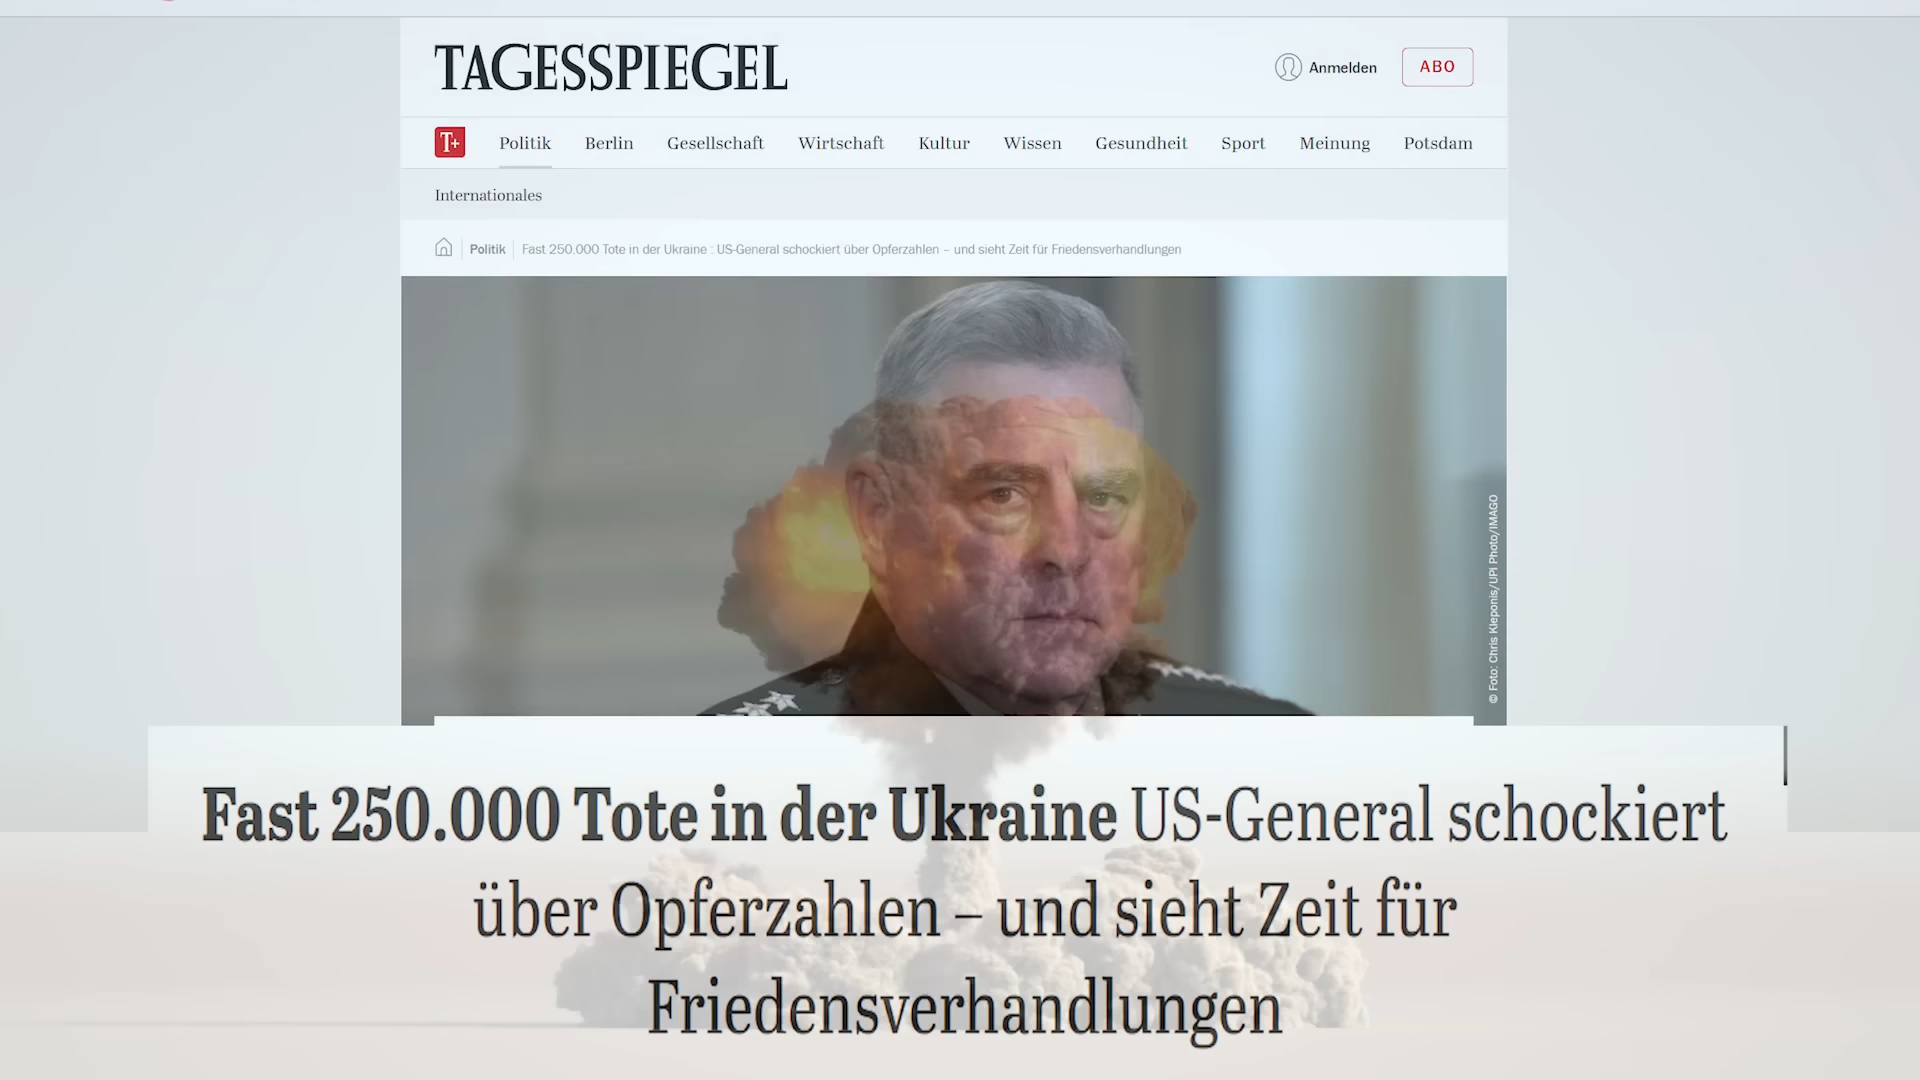 TAGESSPIEGEL
Anmelden
ABO
T+
Politik Berlin Gesellschaft Wirtschaft Kultur Wissen Gesundheit Sport Meinung Potsdam
Internationales
Politik Fast 250.000 Tote in der Ukraine : US-General schockiert über Opferzahlen – und sieht Zeit für Friedensverhandlungen
© Foto: Chris Kleponis/UPI Photo/IMAGO
Fast 250.000 Tote in der Ukraine US-General schockiert
über Opferzahlen – und sieht Zeit für
Friedensverhandlungen